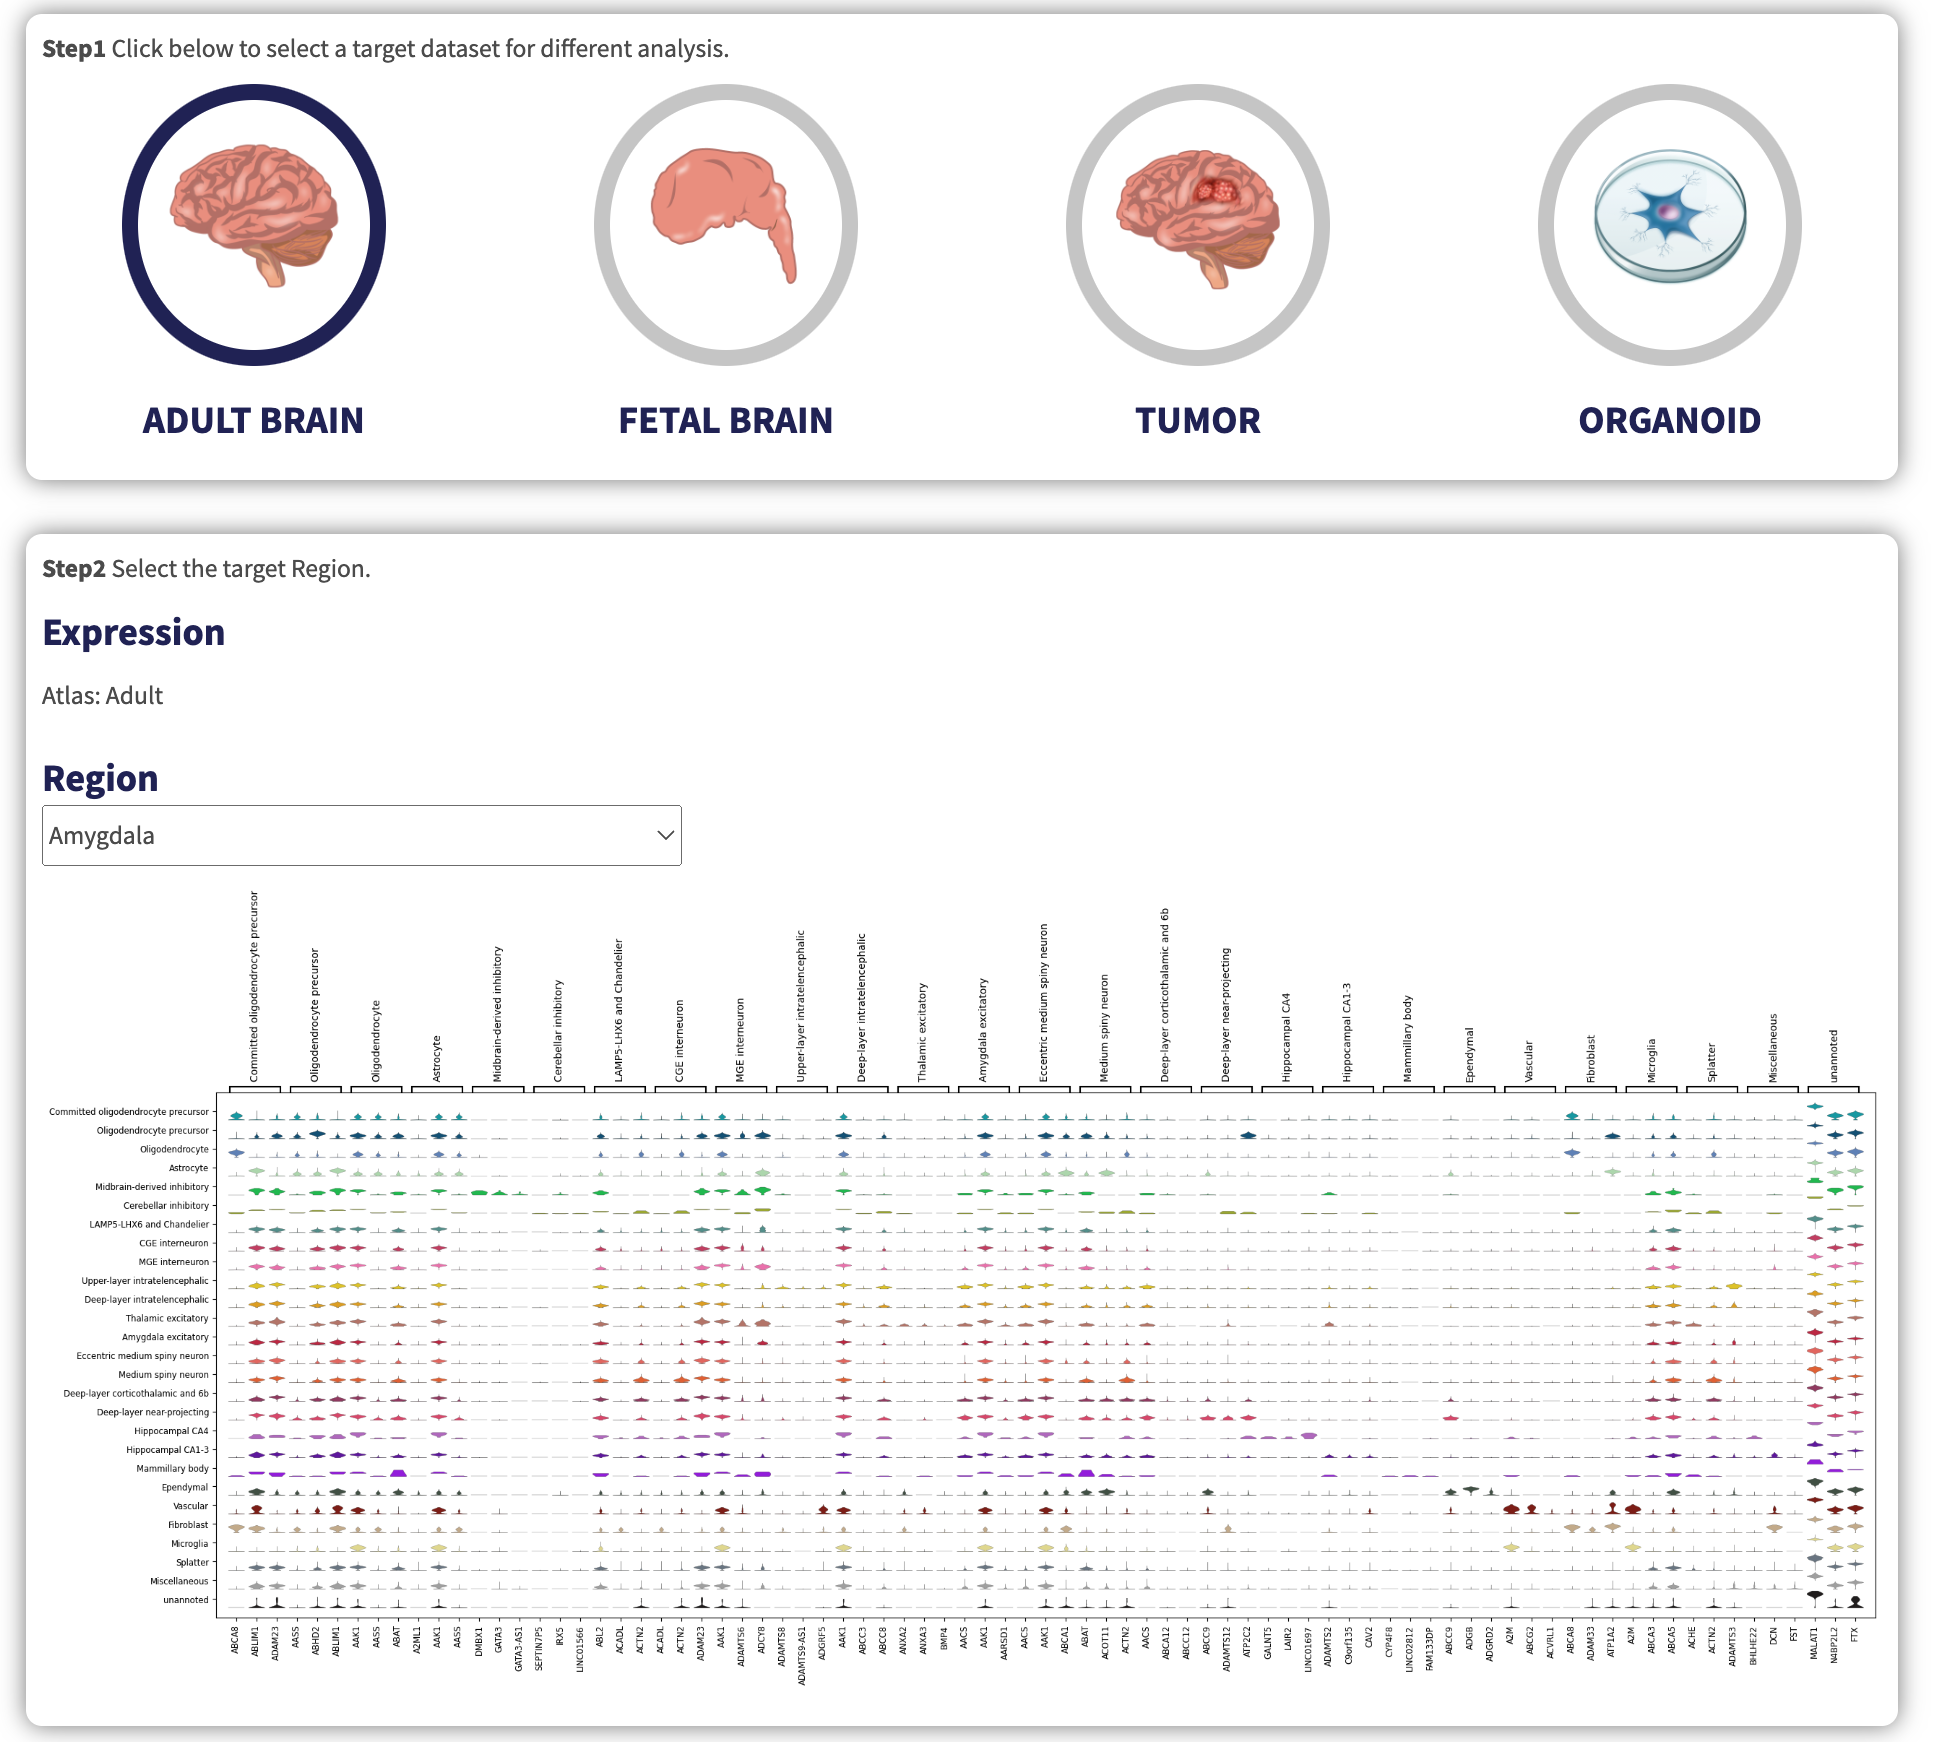 Step1 Click below to select a target dataset for different analysis.
ADULT BRAIN
FETAL BRAIN
TUMOR
ORGANOID
Step2 Select the target Region.
Expression
Atlas: Adult
Region
Amygdala
Committed oligodendrocyte precursor
Oligodendrocyte precursor
Oligodendrocyte
Astrocyte
Midbrain-derived inhibitory
Cerebellar inhibitory
LAMP5-LHX6 and Chandelier
CGE interneuron
MGE interneuron
Upper-layer intratelencephalic
Deep-layer intratelencephalic
Thalamic excitatory
Amygdala excitatory
Eccentric medium spiny neuron
Medium spiny neuron
Deep-layer corticothalamic and 6b
Deep-layer near-projecting
Hippocampal CA4
Hippocampal CA1-3
Mammillary body
Ependymal
Vascular
Fibroblast
Microglia
Splatter
Miscellaneous
unannoted
Committed oligodendrocyte precursor
Oligodendrocyte precursor
Oligodendrocyte
Astrocyte
Midbrain-derived inhibitory
Cerebellar inhibitory
LAMP5-LHX6 and Chandelier
CGE interneuron
MGE interneuron
Upper-layer intratelencephalic
Deep-layer intratelencephalic
Thalamic excitatory
Amygdala excitatory
Eccentric medium spiny neuron
Medium spiny neuron
Deep-layer corticothalamic and 6b
Deep-layer near-projecting
Hippocampal CA4
Hippocampal CA1-3
Mammillary body
Ependymal
Vascular
Fibroblast
Microglia
Splatter
Miscellaneous
unannoted
ABCA8
ABLIM1
ADAM23
AASS
ABHD2
ABLIM1
AAK1
AASS
ABAT
A2ML1
AAK1
AASS
DMBX1
GATA3
GATA3-AS1
SEPTIN7P5
IRX5
LINC01566
ABL2
ACADL
ACTN2
ACADL
ACTN2
ADAM23
AAK1
ADAMTS6
ADCY8
ADAMTS8
ADAMTS9-AS1
ADGRF5
AAK1
ABCC3
ABCC8
ANXA2
ANXA3
BMP4
AACS
AAK1
AARSD1
AACS
AAK1
ABCA1
ABAT
ACOT11
ACTN2
AACS
ABCA12
ABCC12
ABCC9
ADAMTS12
ATP2C2
GALNT5
LAIR2
LINC01697
ADAMTS2
C9orf135
CAV2
CYP4F8
LINC02812
FAM133DP
ABCC9
ADGB
ADGRD2
A2M
ABCG2
ACVRL1
ABCA8
ADAM33
ATP1A2
A2M
ABCA3
ABCA5
ACHE
ACTN2
ADAMTS3
BHLHE22
DCN
FST
MALAT1
N4BP2L2
FTX